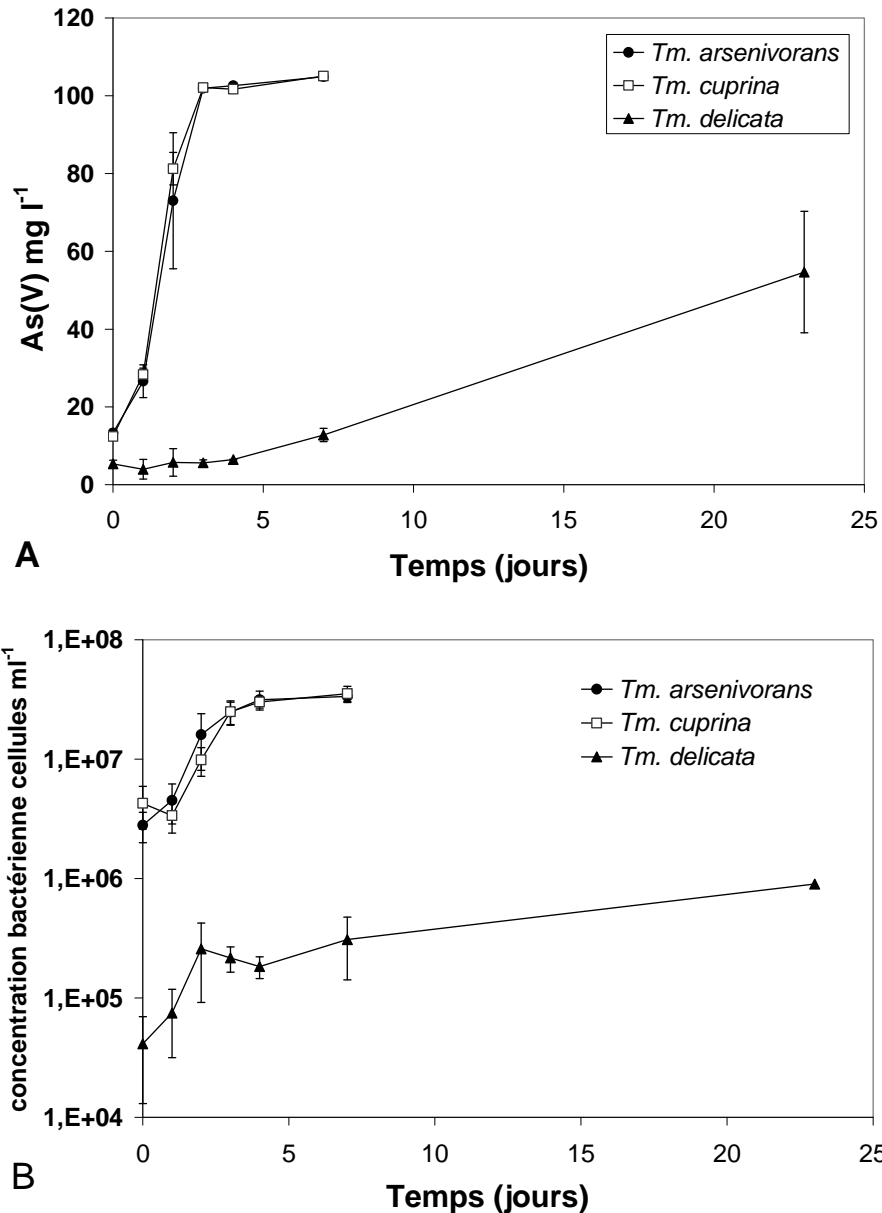 120
100
80
60
40
20
0
As(V) mg l-1
Tm. arsenivorans
Tm. cuprina
Tm. delicata
0 5 10 15 20 25
A
Temps (jours)
1,E+08
1,E+07
1,E+06
1,E+05
1,E+04
concentration bactérienne cellules ml-1
Tm. arsenivorans
Tm. cuprina
Tm. delicata
0 5 10 15 20 25
B
Temps (jours)